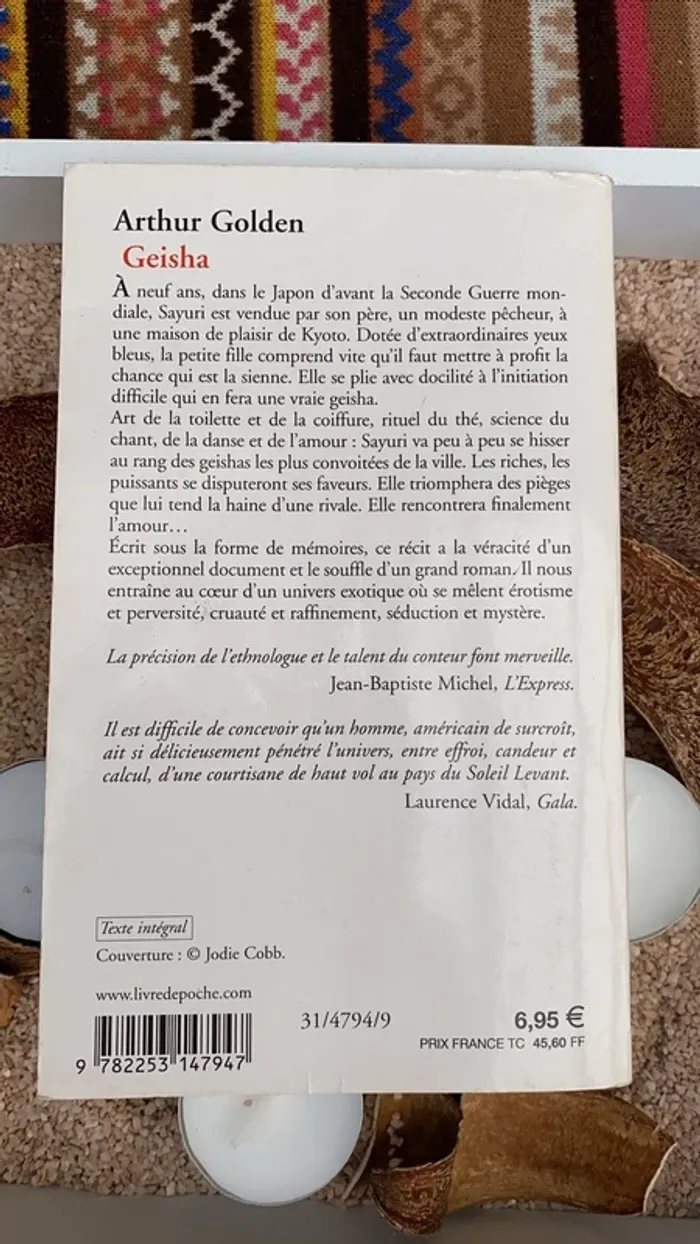 Arthur Golden
Geisha
À neuf ans, dans le Japon d'avant la Seconde Guerre mon-
diale, Sayuri est vendue par son père, un modeste pêcheur, à
une maison de plaisir de Kyoto. Dotée d'extraordinaires yeux
bleus, la petite fille comprend vite qu'il faut mettre à profit la
chance qui est la sienne. Elle se plie avec docilité à l'initiation
difficile qui en fera une vraie geisha.
Art de la toilette et de la coiffure, rituel du thé, science du
chant, de la danse et de l'amour : Sayuri va peu à peu se hisser
au rang des geishas les plus convoitées de la ville. Les riches, les
puissants se disputeront ses faveurs. Elle triomphera des pièges
que lui tend la haine d'une rivale. Elle rencontrera finalement
l'amour...
Écrit sous la forme de mémoires, ce récit a la véracité d'un
exceptionnel document et le souffle d'un grand roman. Il nous
entraîne au cœur d'un univers exotique où se mêlent érotisme
et perversité, cruauté et raffinement, séduction et mystère.
La précision de l'ethnologue et le talent du conteur font merveille.
Jean-Baptiste Michel, L'Express.
Il est difficile de concevoir qu'un homme, américain de surcroît,
ait si délicieusement pénétré l'univers, entre effroi, candeur et
calcul, d'une courtisane de haut vol au pays du Soleil Levant.
Laurence Vidal, Gala.
Texte intégral
Couverture : © Jodie Cobb.
www.livredepoche.com
31/4794/9
6,95 €
PRIX FRANCE TC 45,60 FF
9 782253 147947